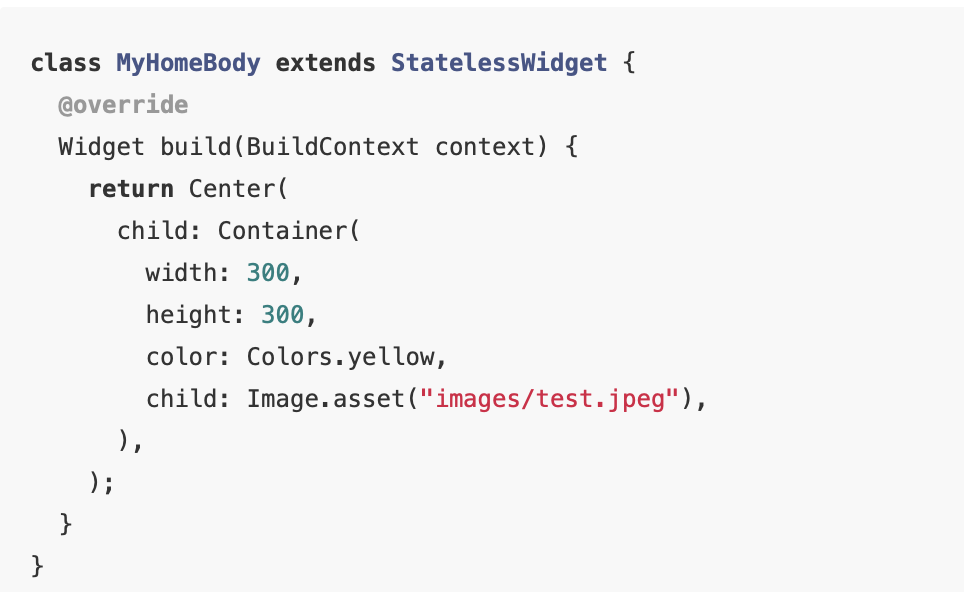 class MyHomeBody extends StatelessWidget {
  @override
  Widget build(BuildContext context) {
    return Center(
      child: Container(
        width: 300,
        height: 300,
        color: Colors.yellow,
        child: Image.asset("images/test.jpeg"),
      ),
    );
  }
}